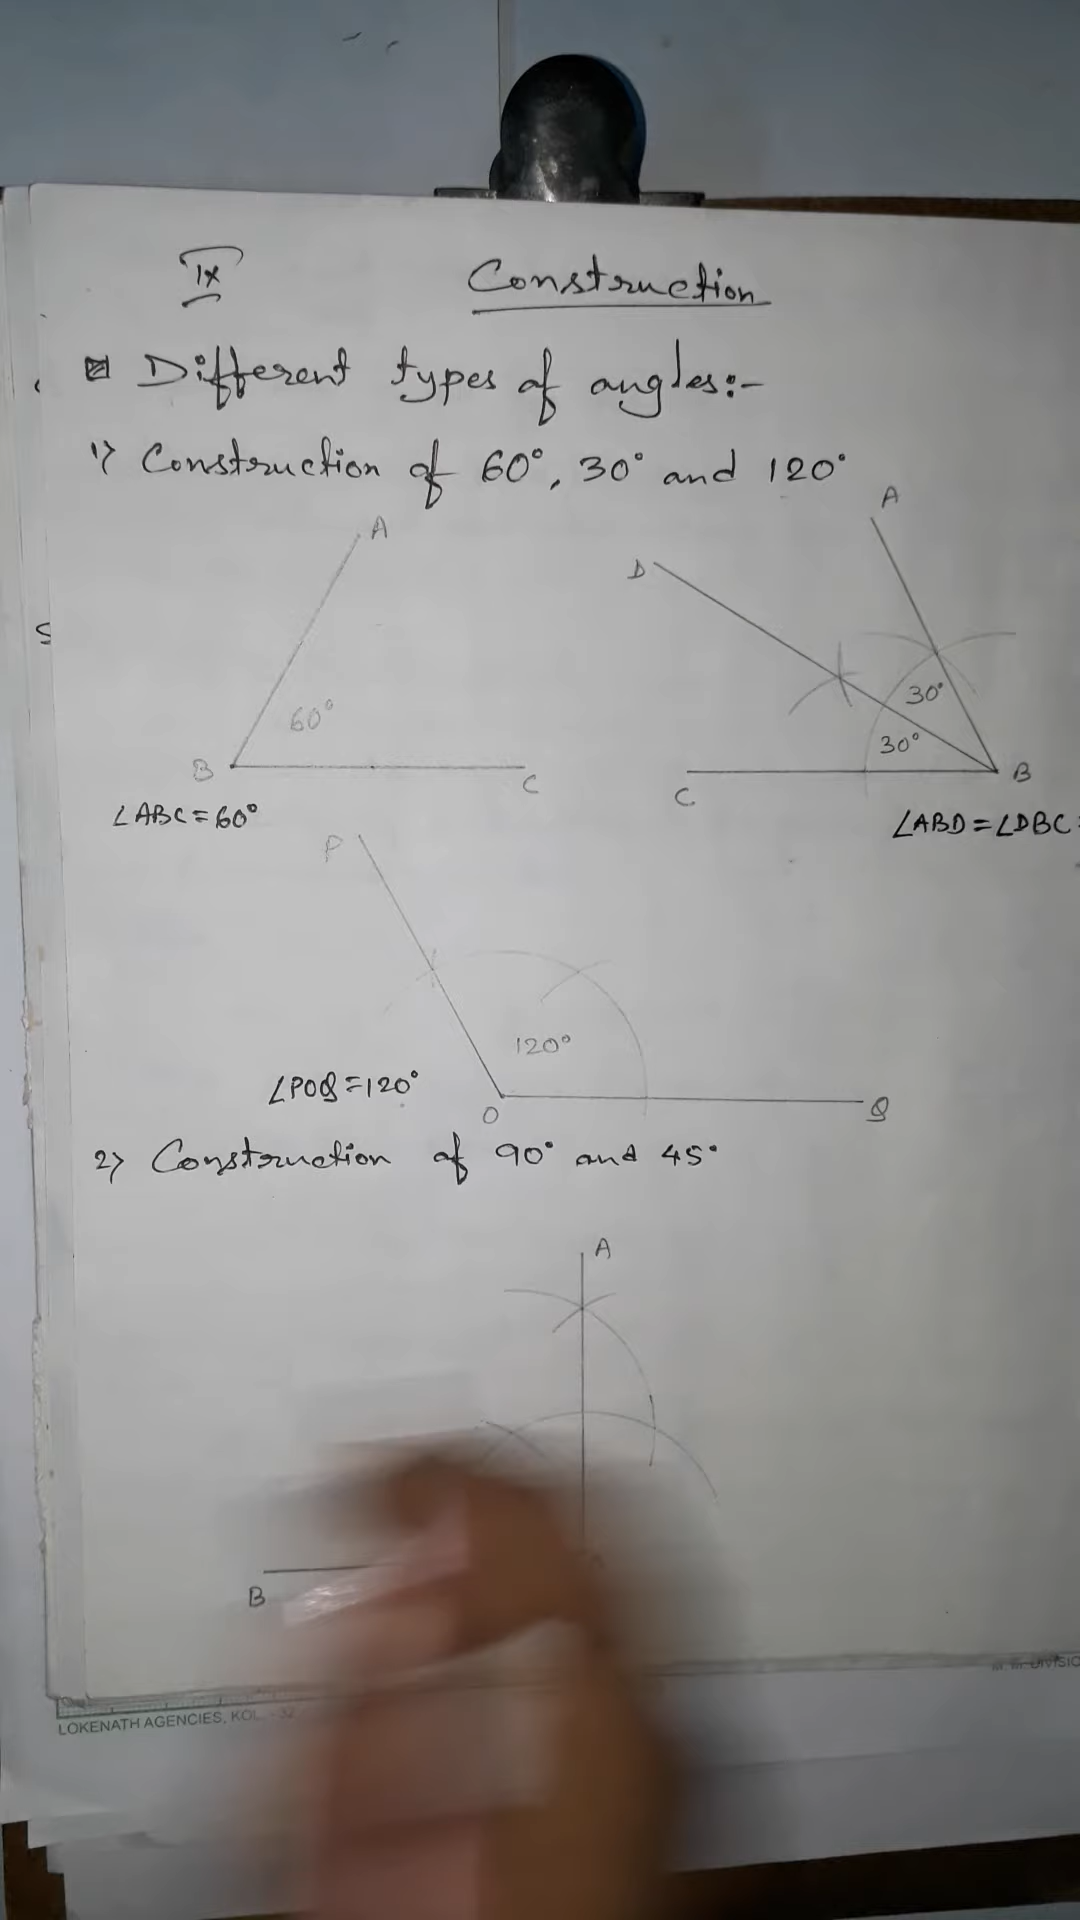 IX
Construction
Different types of angles:-
1) Construction of 60°, 30° and 120°
A
60°
B
C
∠ABC = 60°
A
D
30°
30°
C
B
∠ABD = ∠DBC =
P
120°
∠POQ = 120°
O
Q
2) Construction of 90° and 45°
A
B
LOKENATH AGENCIES, KOL. - 32